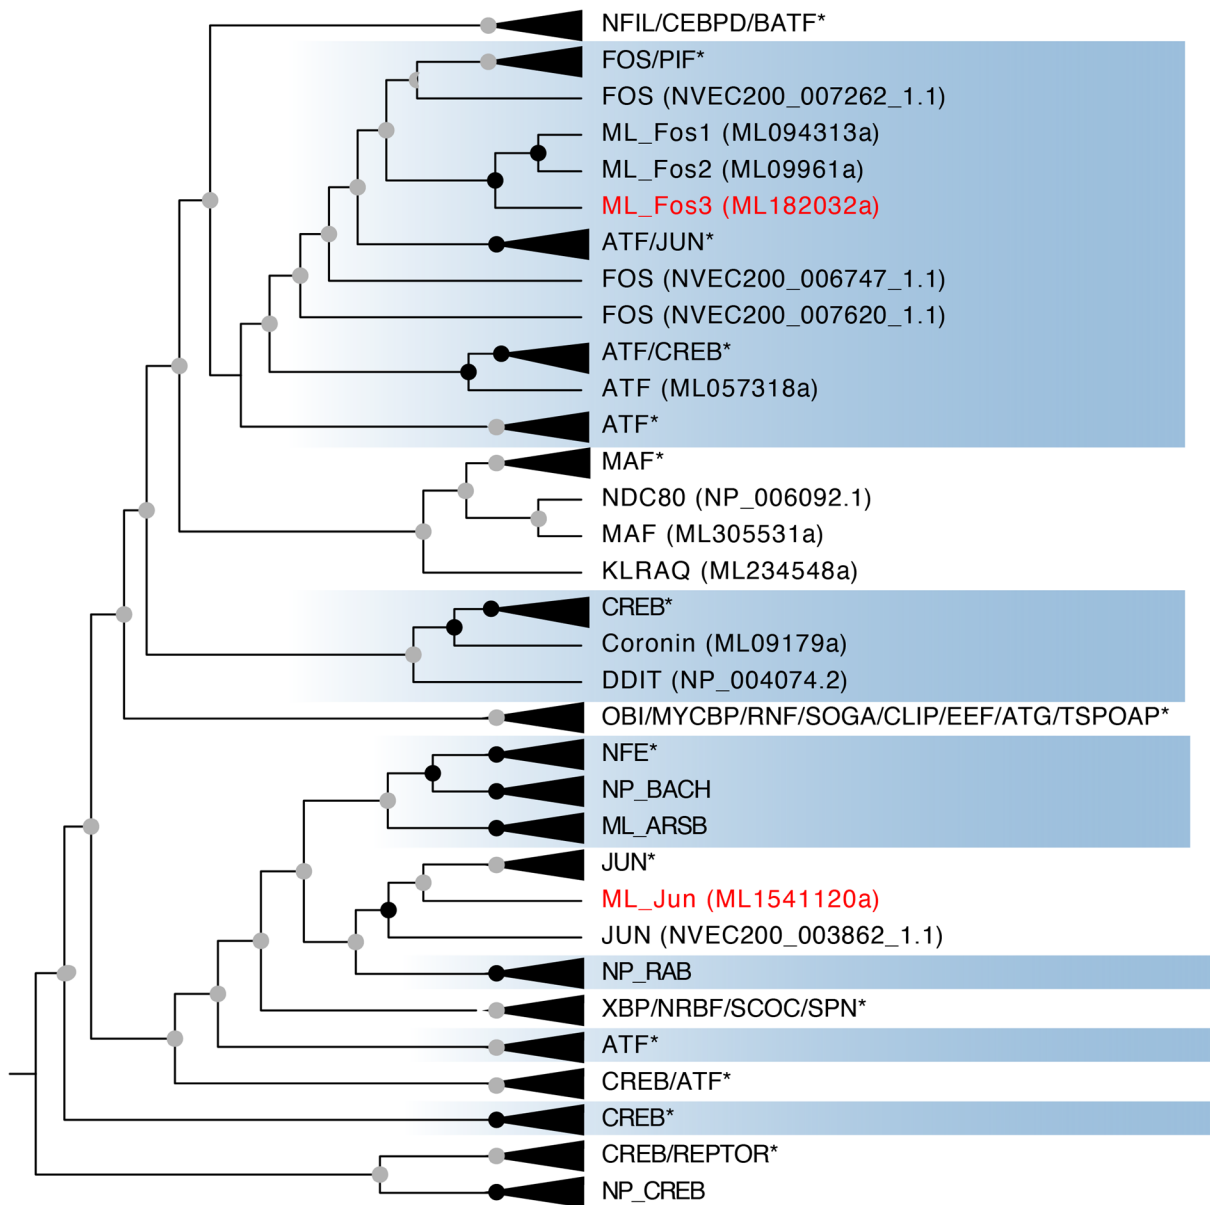 NFIL/CEBPD/BATF*
FOS/PIF*
FOS (NVEC200_007262_1.1)
ML_Fos1 (ML094313a)
ML_Fos2 (ML09961a)
ML_Fos3 (ML182032a)
ATF/JUN*
FOS (NVEC200_006747_1.1)
FOS (NVEC200_007620_1.1)
ATF/CREB*
ATF (ML057318a)
ATF*
MAF*
NDC80 (NP_006092.1)
MAF (ML305531a)
KLRAQ (ML234548a)
CREB*
Coronin (ML09179a)
DDIT (NP_004074.2)
OBI/MYCBP/RNF/SOGA/CLIP/EEF/ATG/TSPOAP*
NFE*
NP_BACH
ML_ARSB
JUN*
ML_Jun (ML1541120a)
JUN (NVEC200_003862_1.1)
NP_RAB
XBP/NRBF/SCOC/SPN*
ATF*
CREB/ATF*
CREB*
CREB/REPTOR*
NP_CREB